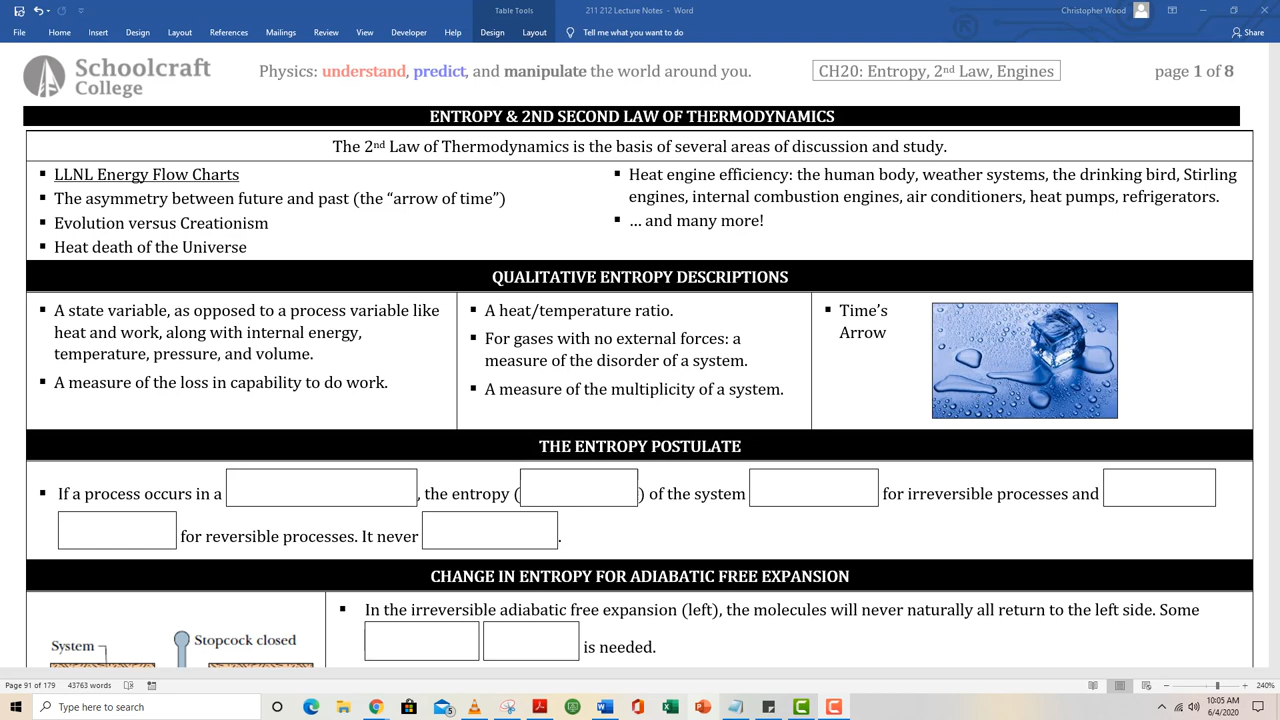 Table Tools
211 212 Lecture Notes - Word
Christopher Wood
File Home Insert Design Layout References Mailings Review View Developer Help Design Layout Tell me what you want to do
Share
Schoolcraft
College
Physics: understand, predict, and manipulate the world around you.
CH20: Entropy, 2nd Law, Engines
page 1 of 8
ENTROPY & 2ND SECOND LAW OF THERMODYNAMICS
The 2nd Law of Thermodynamics is the basis of several areas of discussion and study.
▪ LLNL Energy Flow Charts
▪ The asymmetry between future and past (the “arrow of time”)
▪ Evolution versus Creationism
▪ Heat death of the Universe
▪ Heat engine efficiency: the human body, weather systems, the drinking bird, Stirling
engines, internal combustion engines, air conditioners, heat pumps, refrigerators.
▪ … and many more!
QUALITATIVE ENTROPY DESCRIPTIONS
▪ A state variable, as opposed to a process variable like
heat and work, along with internal energy,
temperature, pressure, and volume.
▪ A measure of the loss in capability to do work.
▪ A heat/temperature ratio.
▪ For gases with no external forces: a
measure of the disorder of a system.
▪ A measure of the multiplicity of a system.
▪ Time’s
Arrow
THE ENTROPY POSTULATE
▪ If a process occurs in a , the entropy ( ) of the system for irreversible processes and
for reversible processes. It never .
CHANGE IN ENTROPY FOR ADIABATIC FREE EXPANSION
▪ In the irreversible adiabatic free expansion (left), the molecules will never naturally all return to the left side. Some
is needed.
System
Stopcock closed
Page 91 of 179 43763 words
240%
Type here to search
10:05 AM
6/4/2020